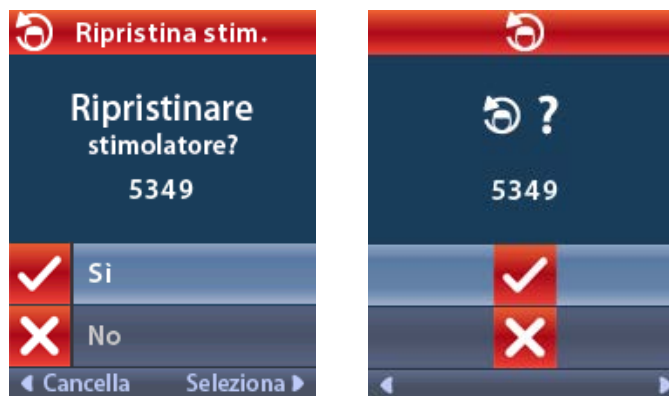 Ripristina stim.
Ripristinare
stimolatore?
5349
Sì
No
Cancella Seleziona
?
5349